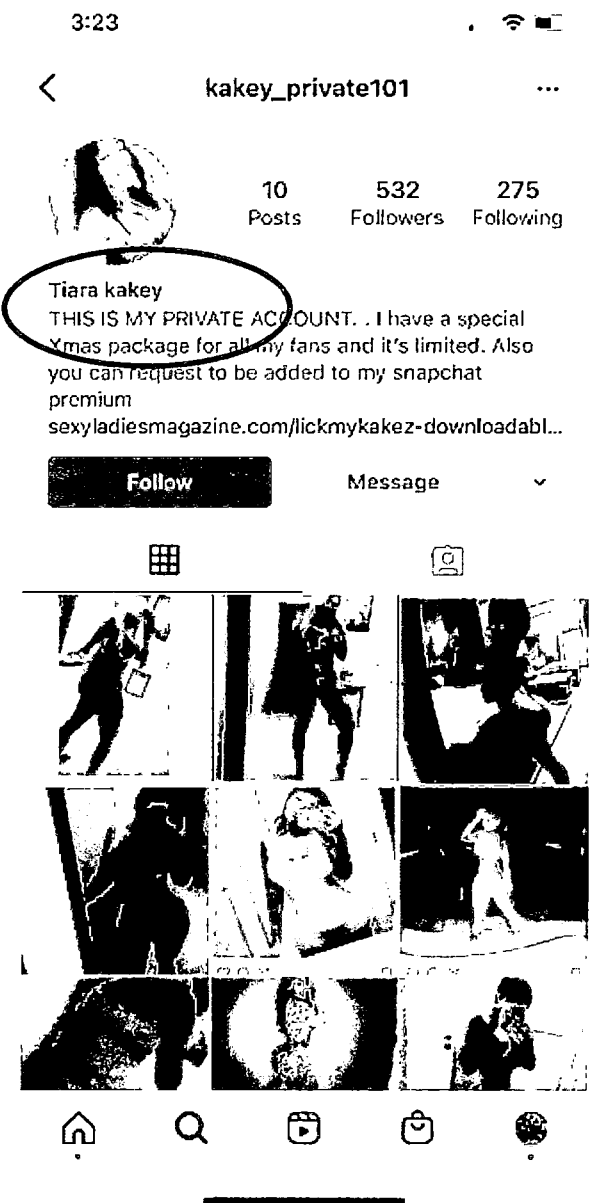 3:23
kakey_private101
10 532 275
Posts Followers Following
Tiara kakey
THIS IS MY PRIVATE ACCOUNT. . I have a special
Xmas package for all my fans and it's limited. Also
you can request to be added to my snapchat
premium
sexyladiesmagazine.com/lickmykakez-downloadabl...
Follow Message